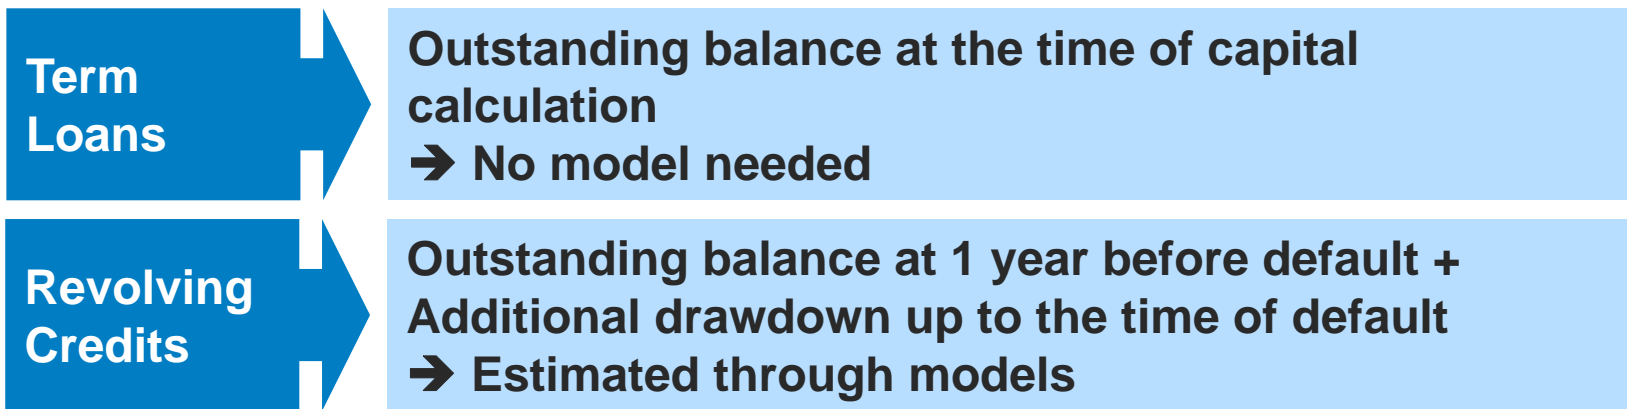 Term
Loans
Outstanding balance at the time of capital
calculation
➔ No model needed
Revolving
Credits
Outstanding balance at 1 year before default +
Additional drawdown up to the time of default
➔ Estimated through models